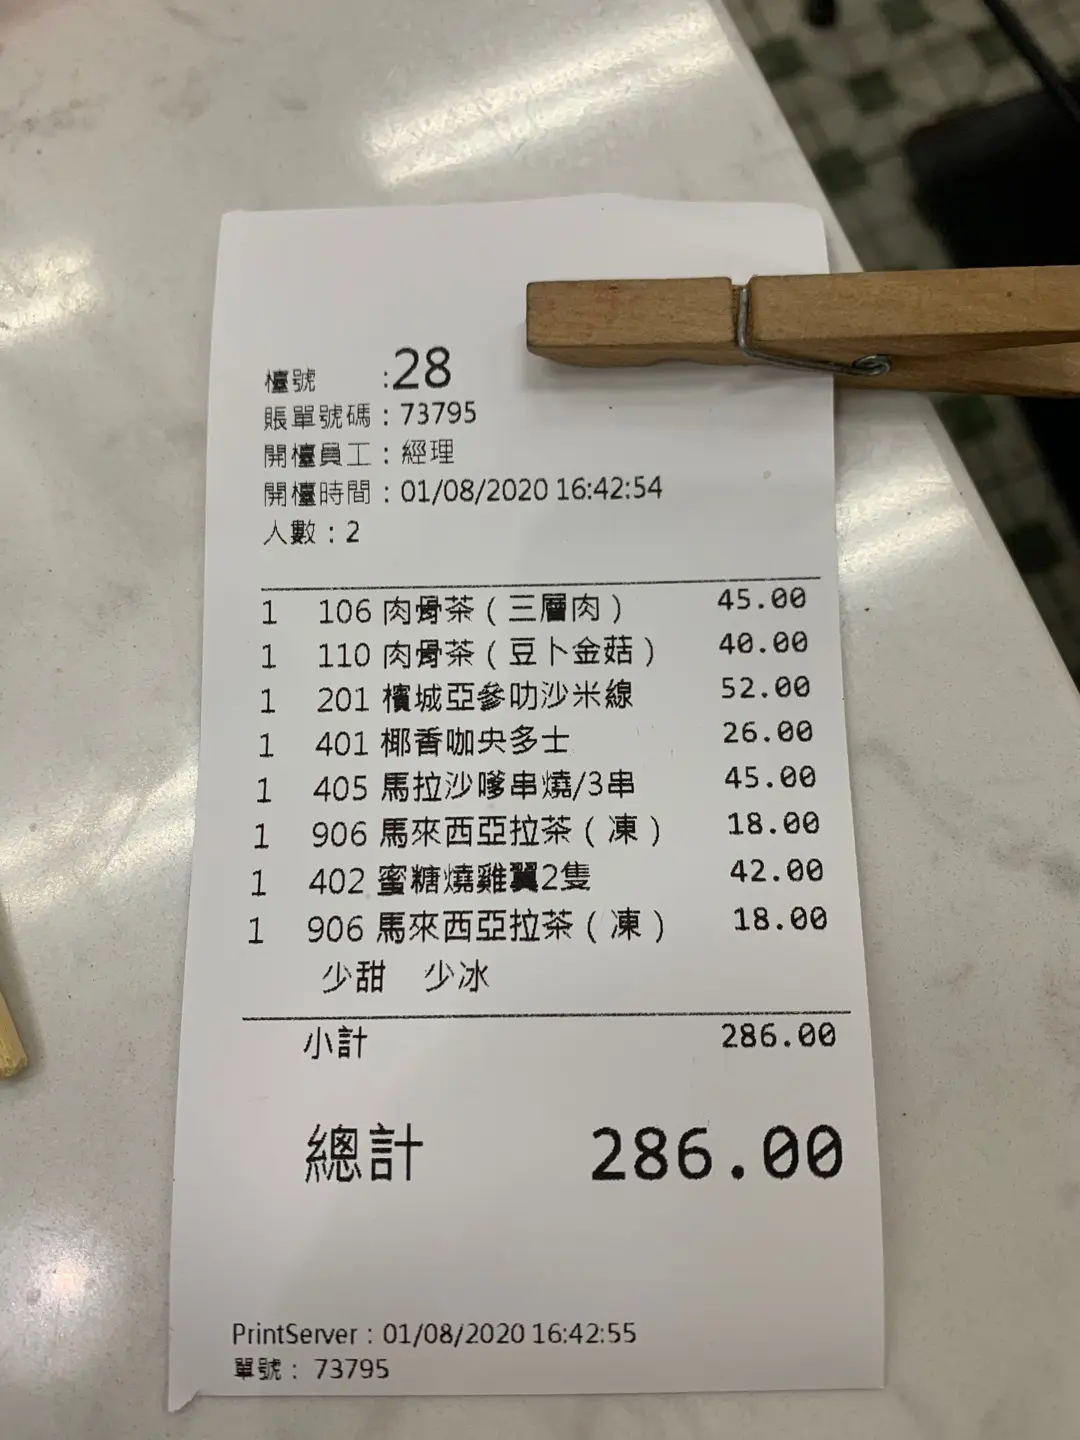 檯號 :28
賬單號碼：73795
開檯員工：經理
開檯時間：01/08/2020 16:42:54
人數：2
1 106 肉骨茶（三層肉） 45.00
1 110 肉骨茶（豆卜金菇） 40.00
1 201 檳城亞參叻沙米線 52.00
1 401 椰香咖央多士 26.00
1 405 馬拉沙嗲串燒/3串 45.00
1 906 馬來西亞拉茶（凍） 18.00
1 402 蜜糖燒雞翼2隻 42.00
1 906 馬來西亞拉茶（凍） 18.00
少甜 少冰
小計 286.00
總計 286.00
PrintServer：01/08/2020 16:42:55
單號：73795